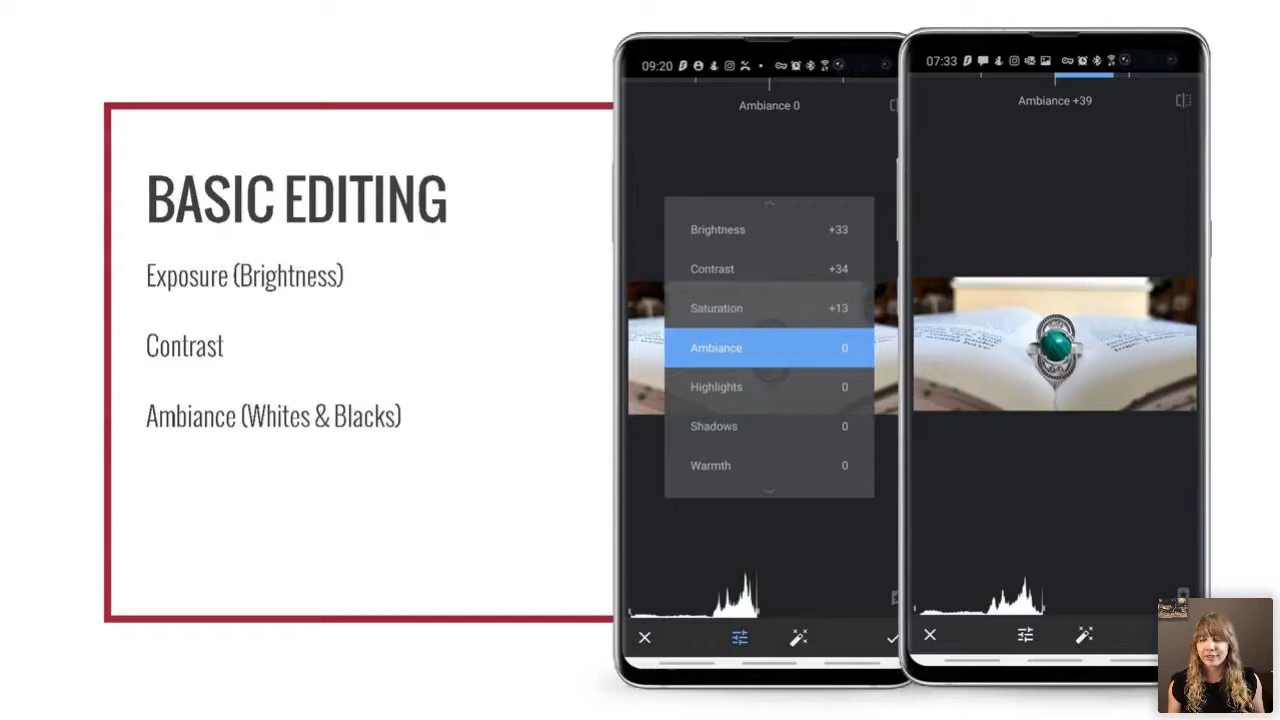 BASIC EDITING
Exposure (Brightness)
Contrast
Ambiance (Whites & Blacks)
09:20
Ambiance 0
Brightness +33
Contrast +34
Saturation +13
Ambiance 0
Highlights 0
Shadows 0
Warmth 0
07:33
Ambiance +39